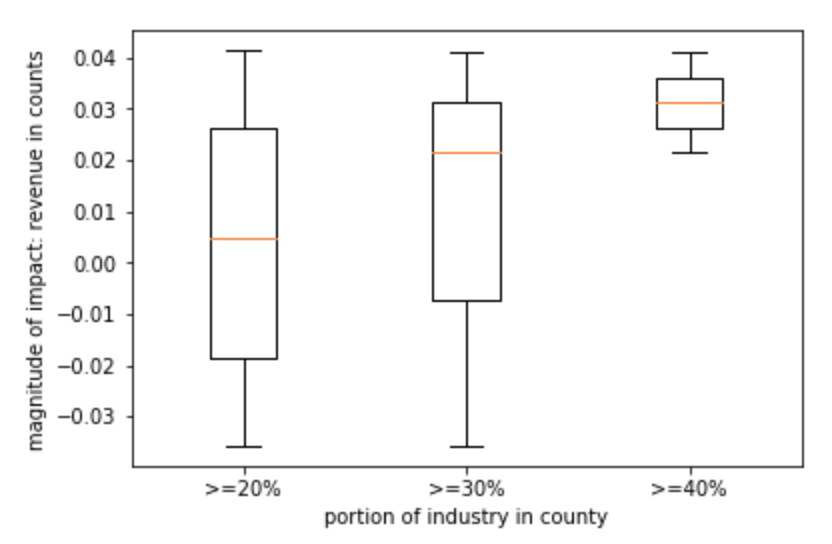 magnitude of impact: revenue in counts
0.04
0.03
0.02
0.01
0.00
−0.01
−0.02
−0.03
>=20% >=30% >=40%
portion of industry in county